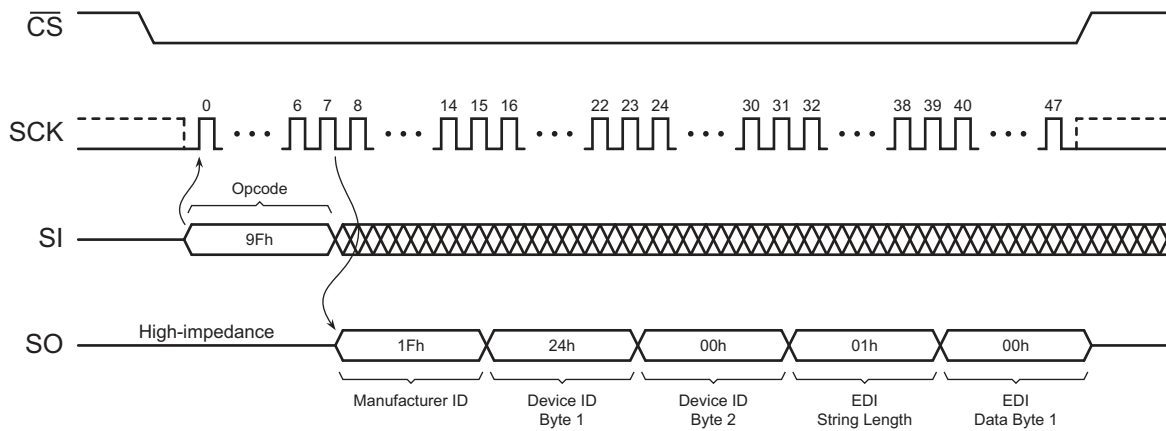 CS
0 6 7 8 14 15 16 22 23 24 30 31 32 38 39 40 47
SCK
Opcode
SI
9Fh
High-impedance
SO
1Fh 24h 00h 01h 00h
Manufacturer ID
Device ID
Byte 1
Device ID
Byte 2
EDI
String Length
EDI
Data Byte 1